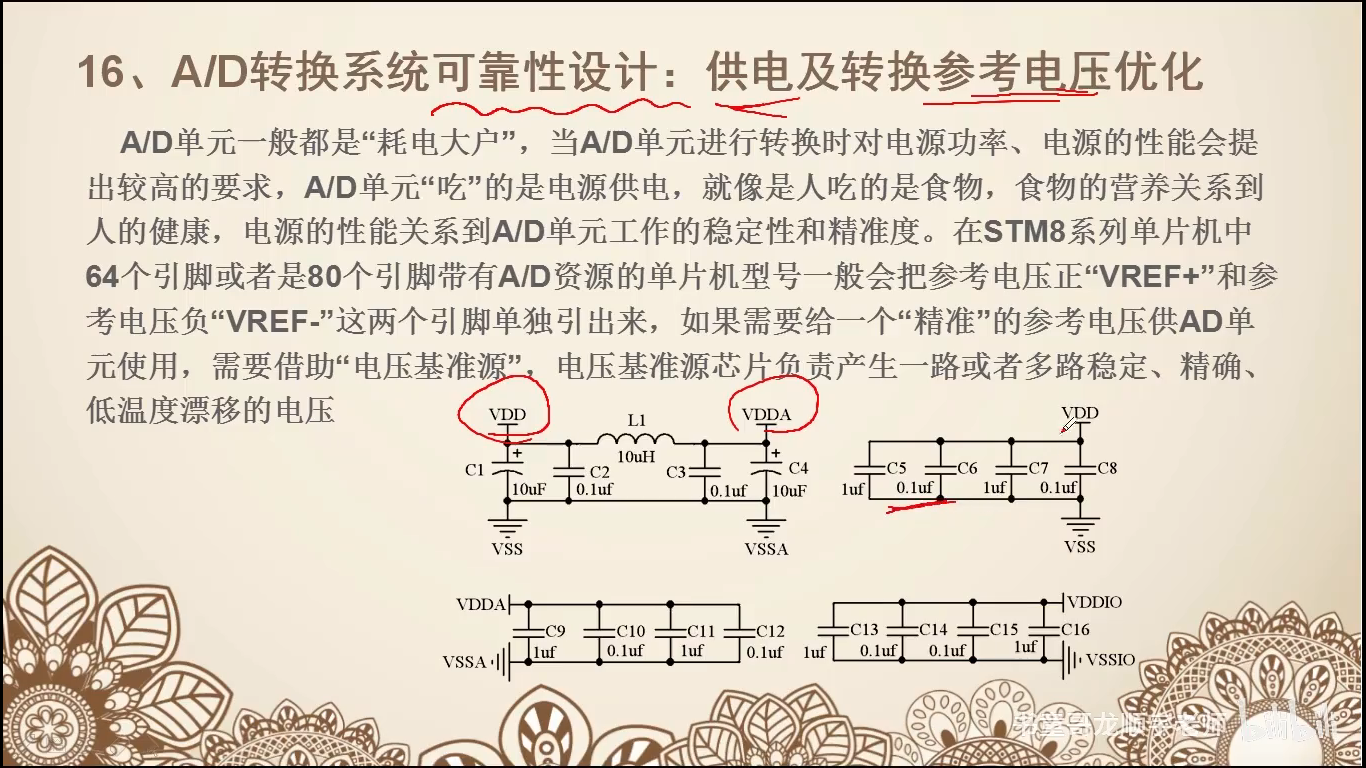 16、A/D转换系统可靠性设计：供电及转换参考电压优化
A/D单元一般都是“耗电大户”，当A/D单元进行转换时对电源功率、电源的性能会提
出较高的要求，A/D单元“吃”的是电源供电，就像是人吃的是食物，食物的营养关系到
人的健康，电源的性能关系到A/D单元工作的稳定性和精准度。在STM8系列单片机中
64个引脚或者是80个引脚带有A/D资源的单片机型号一般会把参考电压正“VREF+”和参
考电压负“VREF-”这两个引脚单独引出来，如果需要给一个“精准”的参考电压供AD单
元使用，需要借助“电压基准源”，电压基准源芯片负责产生一路或者多路稳定、精确、
低温度漂移的电压
VDD L1 VDDA VDD
C1 + 10uF C2 0.1uf 10uH C3 0.1uf + C4 10uF
C5 1uf C6 0.1uf C7 1uf C8 0.1uf
VSS VSSA VSS
VDDA VDDIO
C9 1uf C10 0.1uf C11 1uf C12 0.1uf
C13 1uf C14 0.1uf C15 0.1uf C16 1uf
VSSA VSSIO
bilibili